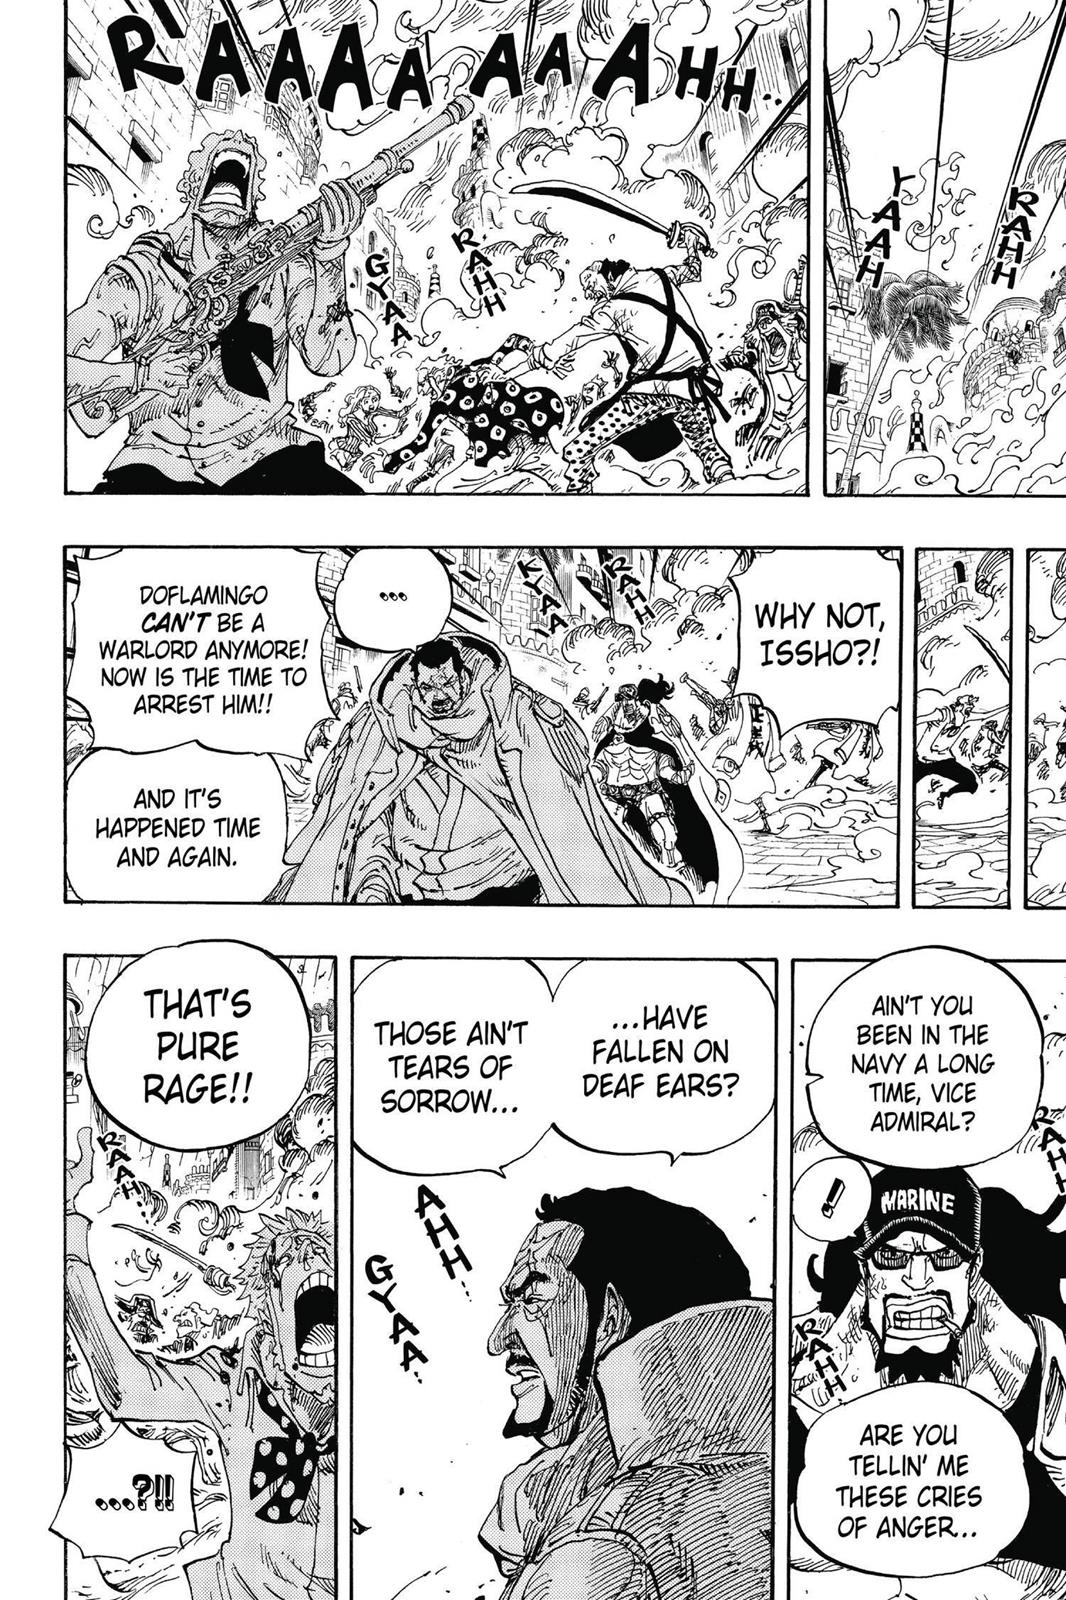 YAAH
RAHH
RAAAAAAAAHH..
RAHH
GYAA
WHY NOT,
ISSHO?!
RAHH
KYAA
...
DOFLAMINGO
CAN'T BE A
WARLORD ANYMORE!
NOW IS THE TIME TO
ARREST HIM!!
AND IT'S
HAPPENED TIME
AND AGAIN.
AIN'T YOU
BEEN IN THE
NAVY A LONG
TIME, VICE
ADMIRAL?
RAHH
!
MARINE
RAHH..
ARE YOU
TELLIN' ME
THESE CRIES
OF ANGER...
...HAVE
FALLEN ON
DEAF EARS?
THOSE AIN'T
TEARS OF
SORROW...
AHH
GYAA
THAT'S
PURE
RAGE!!
RAAH..
...?!!